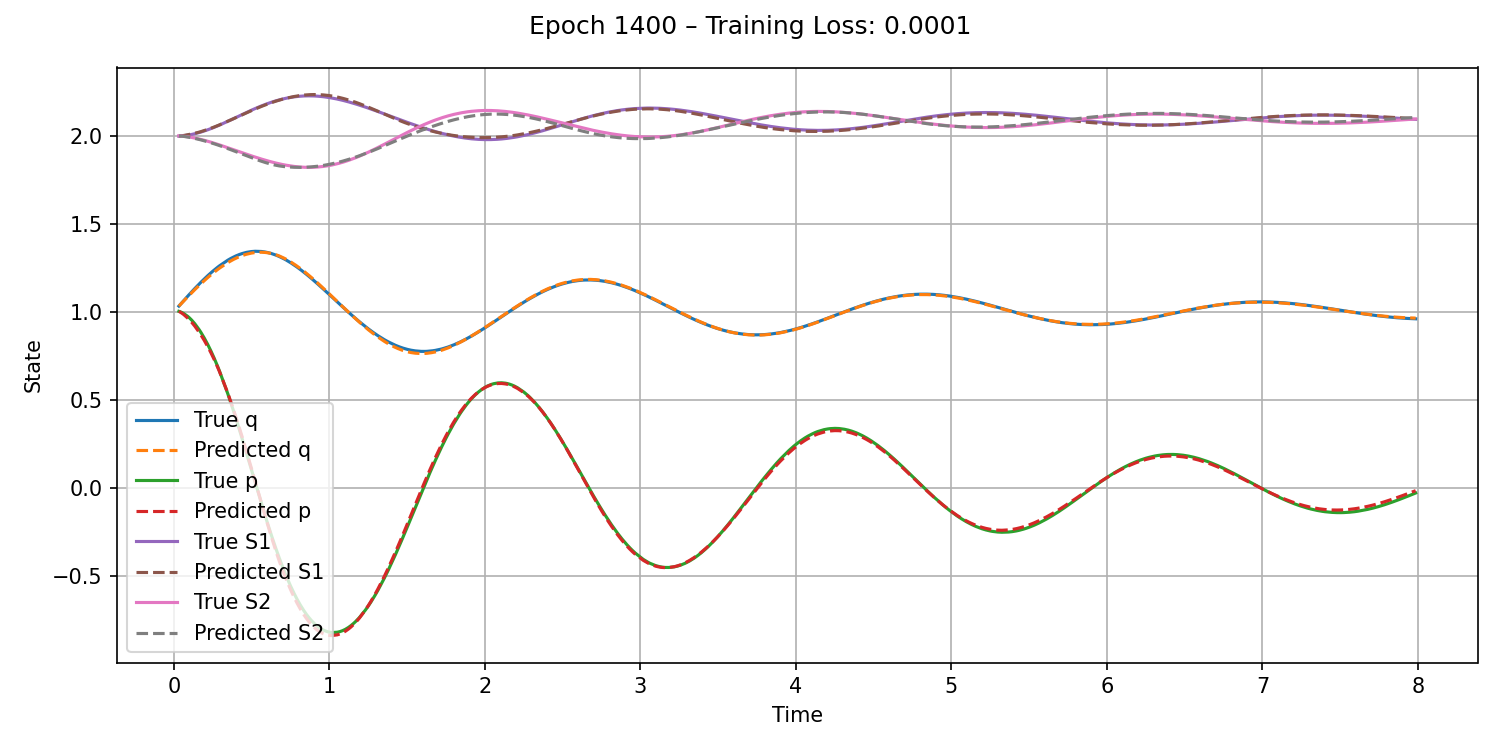 Epoch 1400 – Training Loss: 0.0001
State
2.0
1.5
1.0
0.5
0.0
−0.5
True q
Predicted q
True p
Predicted p
True S1
Predicted S1
True S2
Predicted S2
0 1 2 3 4 5 6 7 8
Time